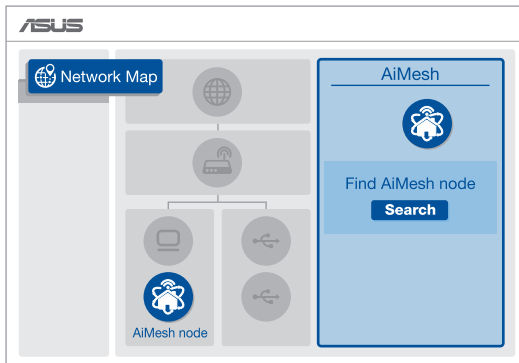 ASUS
Network Map
AiMesh node
AiMesh
Find AiMesh node
Search